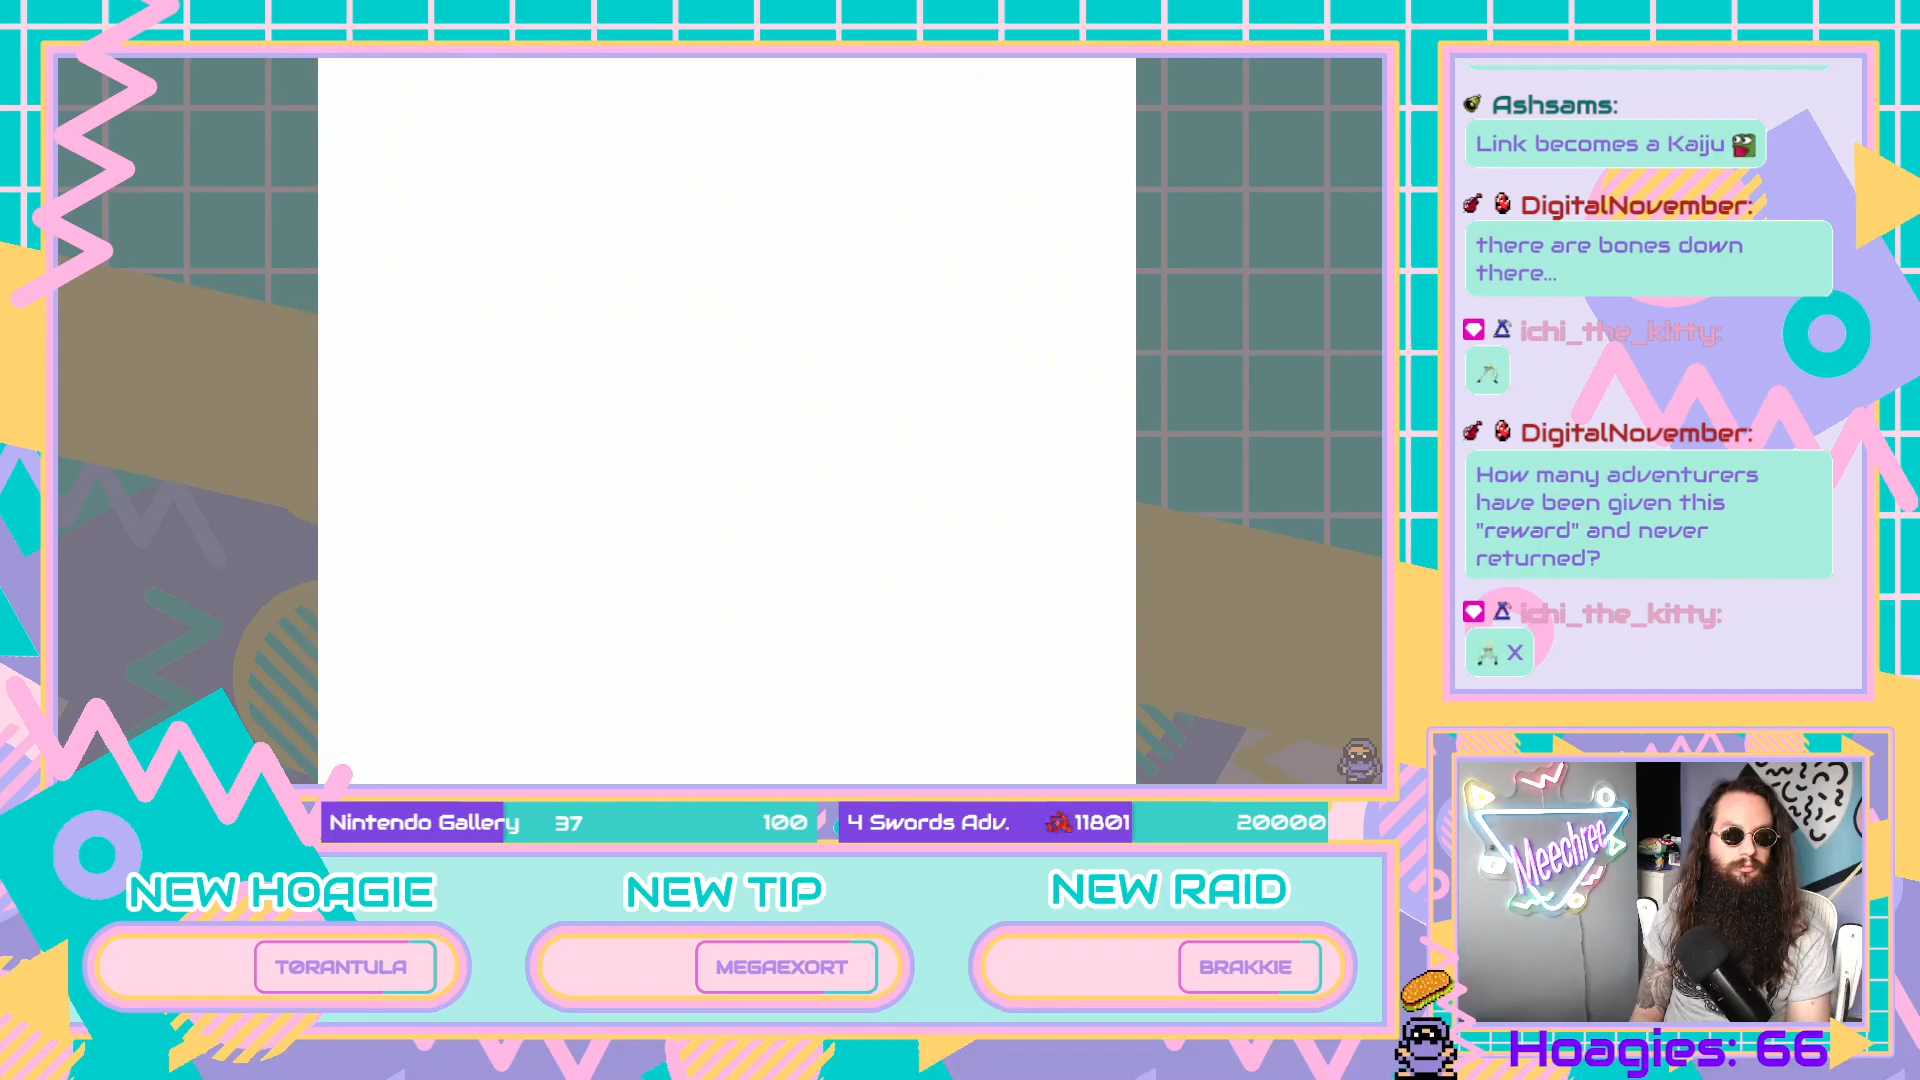 Ashsams:
Link becomes a Kaiju
DigitalNovember:
there are bones down
there...
ichi_the_kitty:
DigitalNovember:
How many adventurers
have been given this
"reward" and never
returned?
ichi_the_kitty:
X
Nintendo Gallery 37 100
4 Swords Adv. 11801 20000
NEW HOAGIE
TØRANTULA
NEW TIP
MEGAEXORT
NEW RAID
BRAKKIE
Meechree
Hoagies: 66